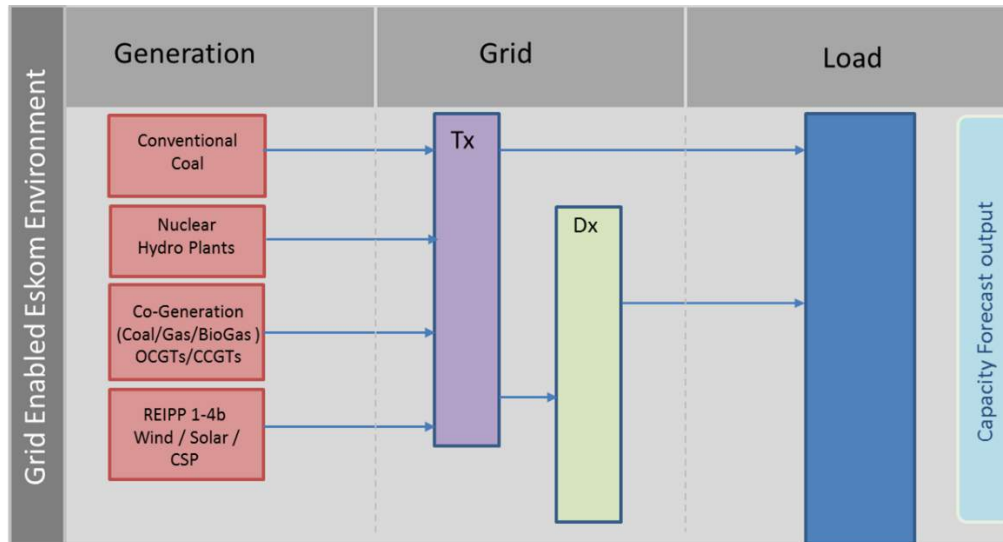 Grid Enabled Eskom Environment
Generation
Grid
Load
Conventional
Coal
Nuclear
Hydro Plants
Co-Generation
(Coal/Gas/BioGas )
OCGTs/CCGTs
REIPP 1-4b
Wind / Solar /
CSP
Tx
Dx
Capacity Forecast output